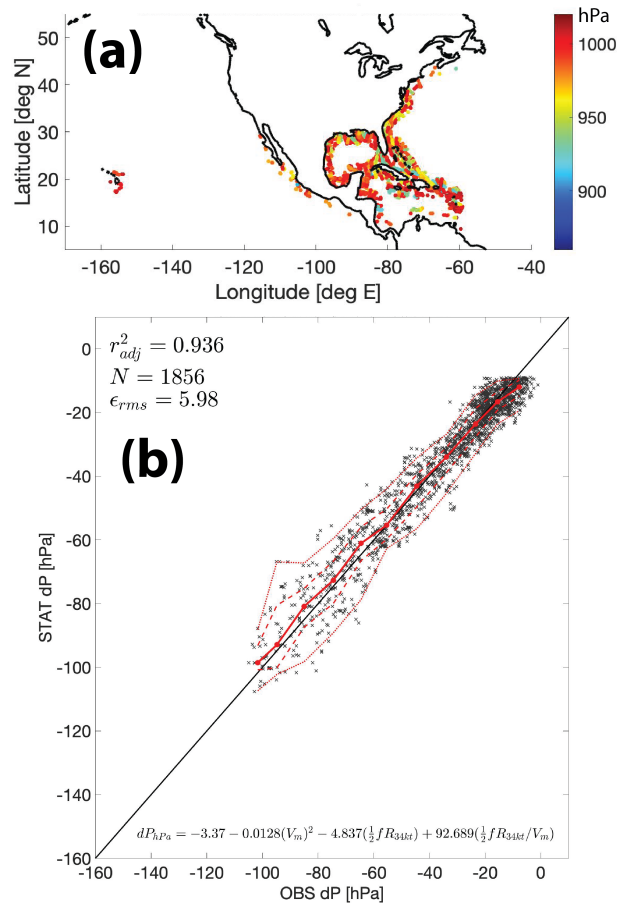 hPa
(a)
50
40
30
20
10
Latitude [deg N]
-160 -140 -120 -100 -80 -60 -40
Longitude [deg E]
1000
950
900
r²adj = 0.936
N = 1856
ϵrms = 5.98
(b)
0
-20
-40
-60
-80
-100
-120
-140
-160
STAT dP [hPa]
dPhPa = −3.37 − 0.0128(Vm)² − 4.837(½fR34kt) + 92.689(½fR34kt/Vm)
-160 -140 -120 -100 -80 -60 -40 -20 0
OBS dP [hPa]